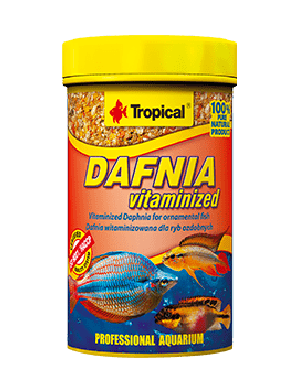 Tropical
100%
PURE
NATURAL
PRODUCT
DAFNIA
vitaminized
Vitaminized Daphnia for ornamental fish
Dafnia witaminizowana dla ryb ozdobnych
PROFESSIONAL AQUARIUM